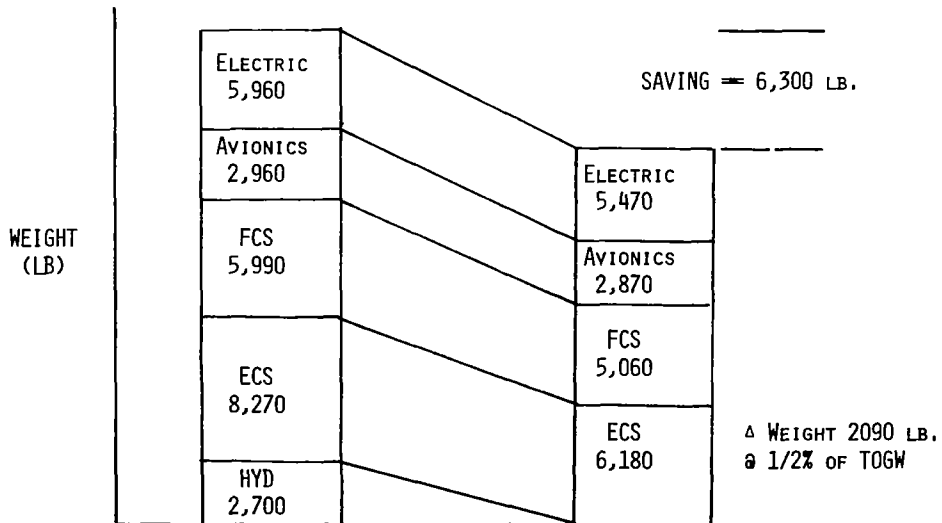 WEIGHT
(LB)
ELECTRIC
5,960
AVIONICS
2,960
FCS
5,990
ECS
8,270
HYD
2,700
ELECTRIC
5,470
AVIONICS
2,870
FCS
5,060
ECS
6,180
SAVING = 6,300 LB.
Δ WEIGHT 2090 LB.
@ 1/2% OF TOGW